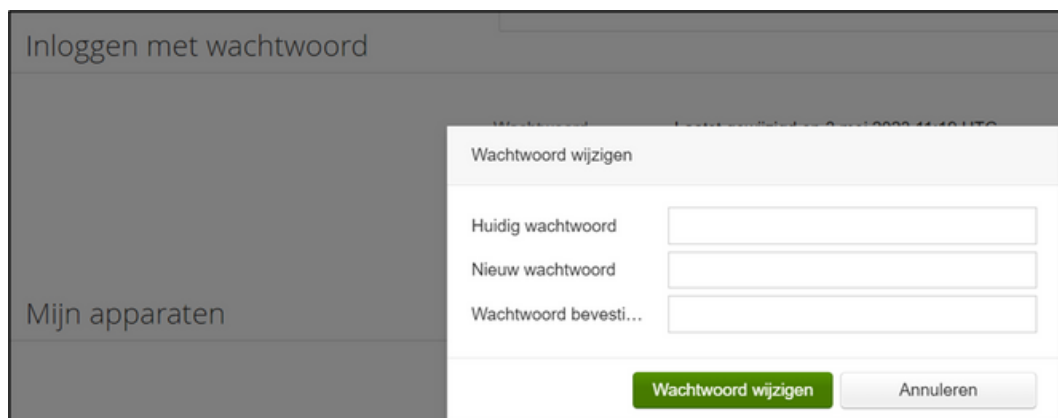 Inloggen met wachtwoord
Wachtwoord wijzigen
Huidig wachtwoord
Nieuw wachtwoord
Wachtwoord bevesti...
Mijn apparaten
Wachtwoord wijzigen
Annuleren